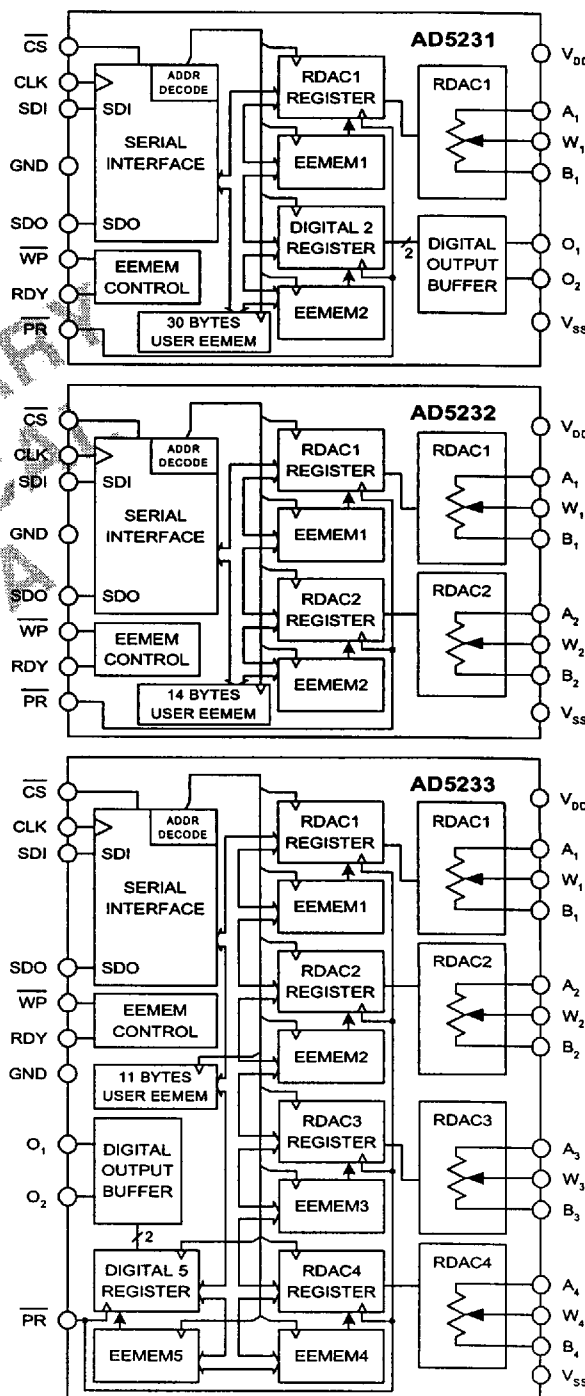 AD5231
CS
CLK
SDI
GND
SDO
WP
RDY
PR
ADDR
DECODE
SDI
SERIAL
INTERFACE
SDO
EEMEM
CONTROL
30 BYTES
USER EEMEM
RDAC1
REGISTER
EEMEM1
DIGITAL 2
REGISTER
EEMEM2
2
RDAC1
DIGITAL
OUTPUT
BUFFER
VDD
A1
W1
B1
O1
O2
VSS
AD5232
CS
CLK
SDI
GND
SDO
WP
RDY
PR
ADDR
DECODE
SDI
SERIAL
INTERFACE
SDO
EEMEM
CONTROL
14 BYTES
USER EEMEM
RDAC1
REGISTER
EEMEM1
RDAC2
REGISTER
EEMEM2
RDAC1
RDAC2
VDD
A1
W1
B1
A2
W2
B2
VSS
AD5233
CS
CLK
SDI
SDO
WP
RDY
GND
O1
O2
PR
ADDR
DECODE
SDI
SERIAL
INTERFACE
SDO
EEMEM
CONTROL
11 BYTES
USER EEMEM
DIGITAL
OUTPUT
BUFFER
2
DIGITAL 5
REGISTER
EEMEM5
RDAC1
REGISTER
EEMEM1
RDAC2
REGISTER
EEMEM2
RDAC3
REGISTER
EEMEM3
RDAC4
REGISTER
EEMEM4
RDAC1
RDAC2
RDAC3
RDAC4
VDD
A1
W1
B1
A2
W2
B2
A3
W3
B3
A4
W4
B4
VSS